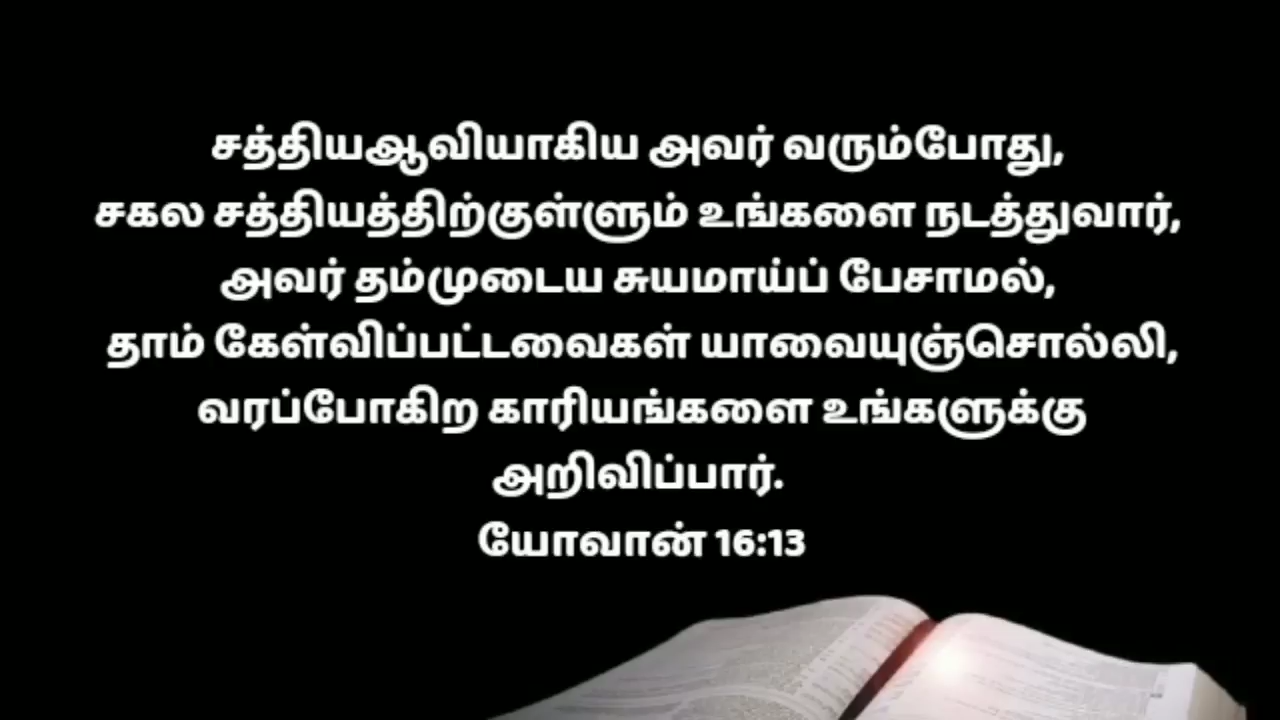 சத்தியஆவியாகிய அவர் வரும்போது,
சகல சத்தியத்திற்குள்ளும் உங்களை நடத்துவார்,
அவர் தம்முடைய சுயமாய்ப் பேசாமல்,
தாம் கேள்விப்பட்டவைகள் யாவையுஞ்சொல்லி,
வரப்போகிற காரியங்களை உங்களுக்கு
அறிவிப்பார்.
யோவான் 16:13